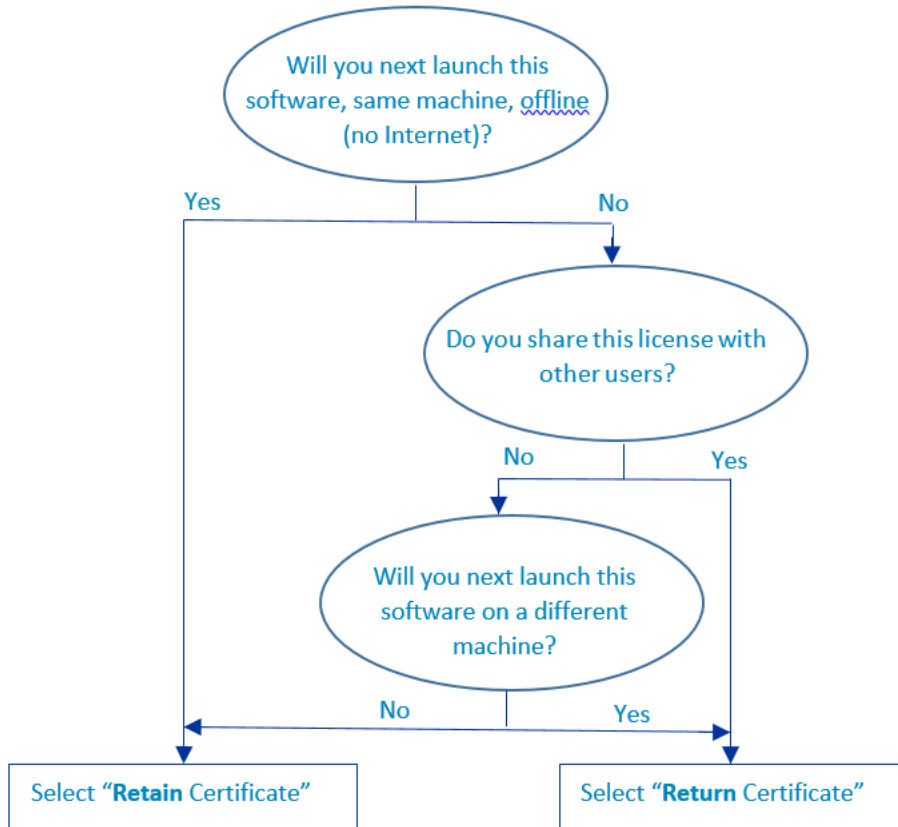 Will you next launch this
software, same machine, offline
(no Internet)?
Yes
No
Do you share this license with
other users?
No
Yes
Will you next launch this
software on a different
machine?
No
Yes
Select “Retain Certificate”
Select “Return Certificate”